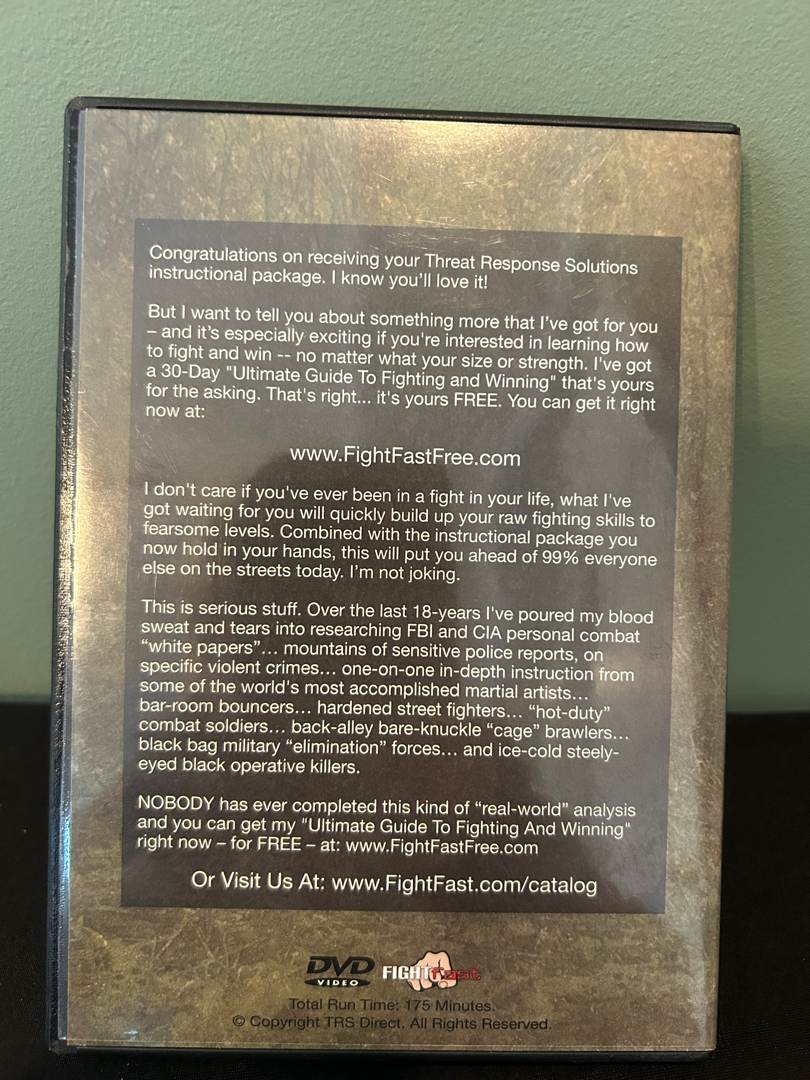 Congratulations on receiving your Threat Response Solutions
instructional package. I know you'll love it!
But I want to tell you about something more that I've got for you
– and it's especially exciting if you're interested in learning how
to fight and win -- no matter what your size or strength. I've got
a 30-Day "Ultimate Guide To Fighting and Winning" that's yours
for the asking. That's right... it's yours FREE. You can get it right
now at:
www.FightFastFree.com
I don't care if you've ever been in a fight in your life, what I've
got waiting for you will quickly build up your raw fighting skills to
fearsome levels. Combined with the instructional package you
now hold in your hands, this will put you ahead of 99% everyone
else on the streets today. I'm not joking.
This is serious stuff. Over the last 18-years I've poured my blood
sweat and tears into researching FBI and CIA personal combat
“white papers”... mountains of sensitive police reports, on
specific violent crimes... one-on-one in-depth instruction from
some of the world's most accomplished martial artists...
bar-room bouncers... hardened street fighters... “hot-duty”
combat soldiers... back-alley bare-knuckle “cage” brawlers...
black bag military “elimination” forces... and ice-cold steely-
eyed black operative killers.
NOBODY has ever completed this kind of “real-world” analysis
and you can get my "Ultimate Guide To Fighting And Winning"
right now – for FREE – at: www.FightFastFree.com
Or Visit Us At: www.FightFast.com/catalog
DVD VIDEO FIGHT Fast
Total Run Time: 175 Minutes.
© Copyright TRS Direct. All Rights Reserved.